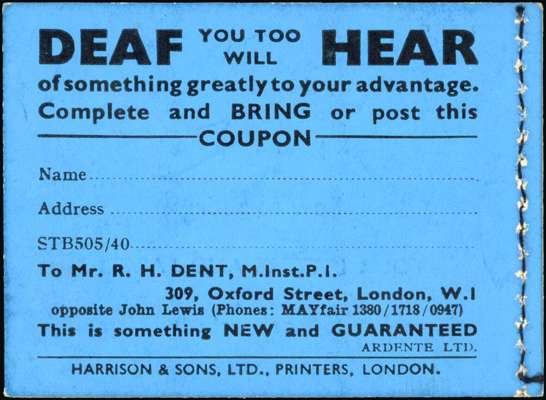 DEAF YOU TOO WILL HEAR
of something greatly to your advantage.
Complete and BRING or post this
COUPON
Name
Address
STB505/40
To Mr. R. H. DENT, M.Inst.P.I.
309, Oxford Street, London, W.I
opposite John Lewis (Phones: MAYfair 1380/1718/0947)
This is something NEW and GUARANTEED
ARDENTE LTD.
HARRISON & SONS, LTD., PRINTERS, LONDON.